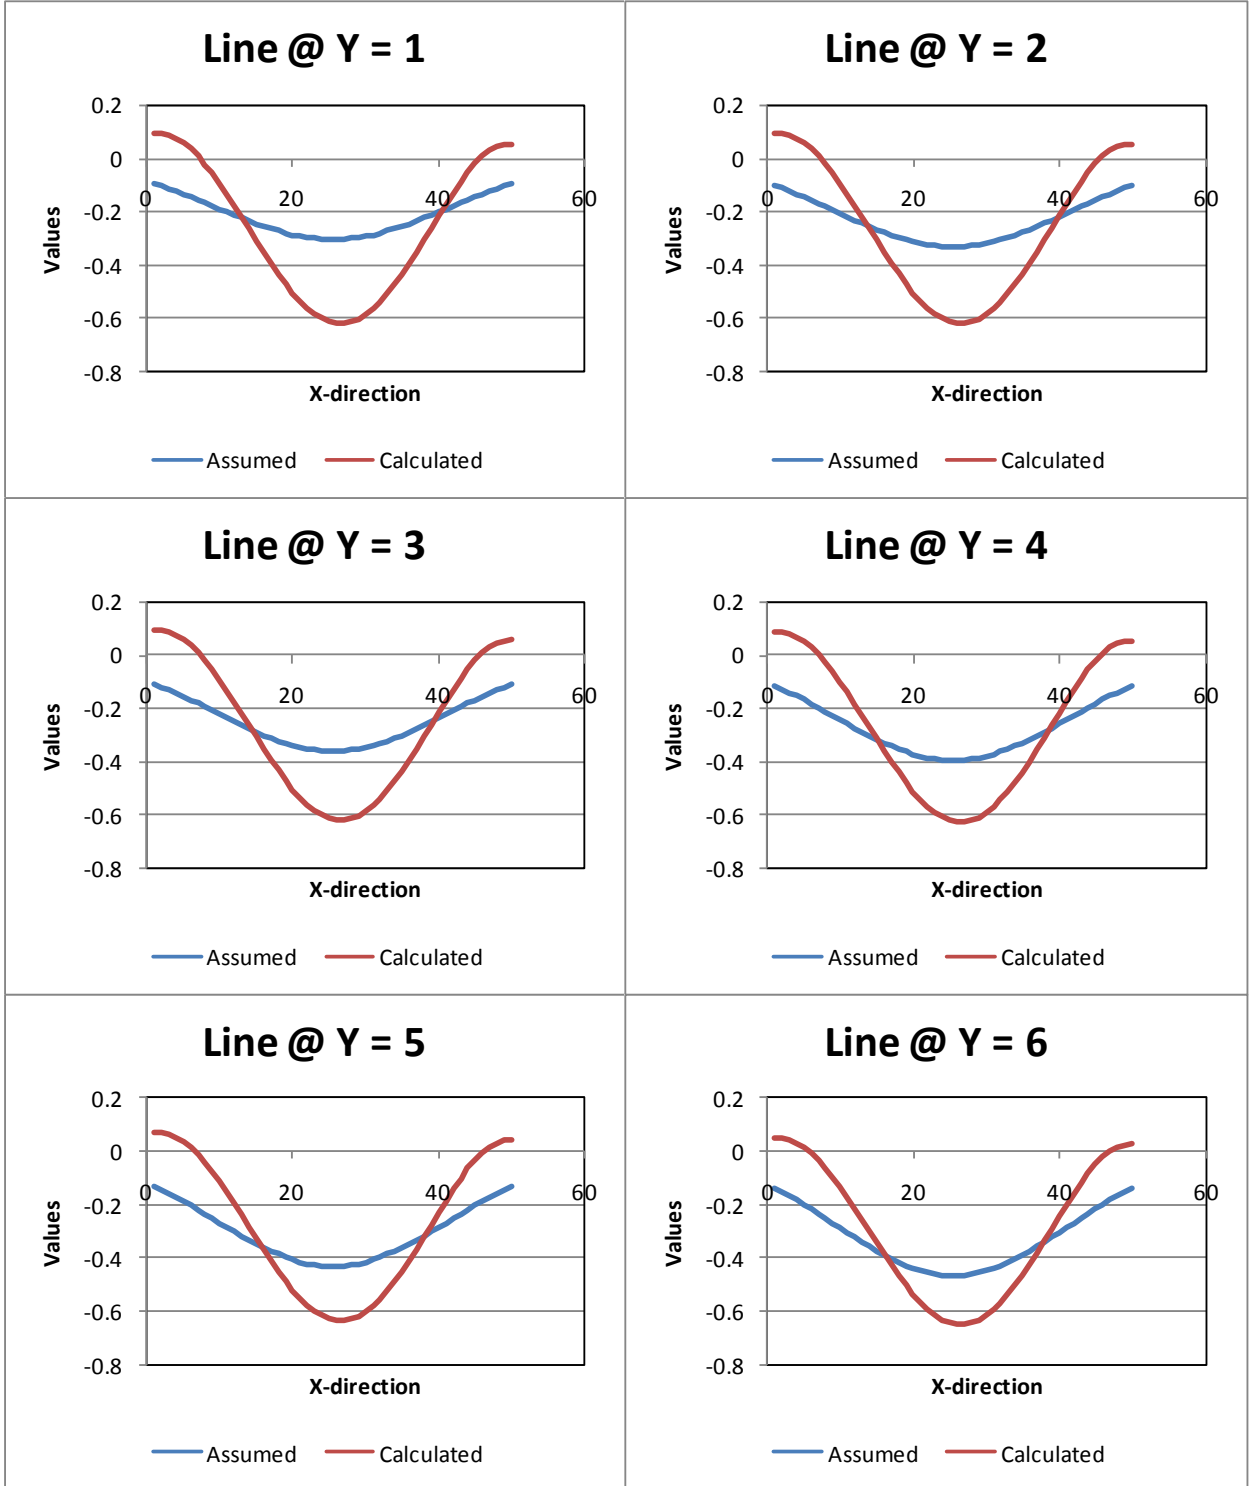 Line @ Y = 1
0.2
0
-0.2
-0.4
-0.6
-0.8
0 20 40 60
Values
X-direction
Assumed Calculated
Line @ Y = 2
0.2
0
-0.2
-0.4
-0.6
-0.8
0 20 40 60
Values
X-direction
Assumed Calculated
Line @ Y = 3
0.2
0
-0.2
-0.4
-0.6
-0.8
0 20 40 60
Values
X-direction
Assumed Calculated
Line @ Y = 4
0.2
0
-0.2
-0.4
-0.6
-0.8
0 20 40 60
Values
X-direction
Assumed Calculated
Line @ Y = 5
0.2
0
-0.2
-0.4
-0.6
-0.8
0 20 40 60
Values
X-direction
Assumed Calculated
Line @ Y = 6
0.2
0
-0.2
-0.4
-0.6
-0.8
0 20 40 60
Values
X-direction
Assumed Calculated